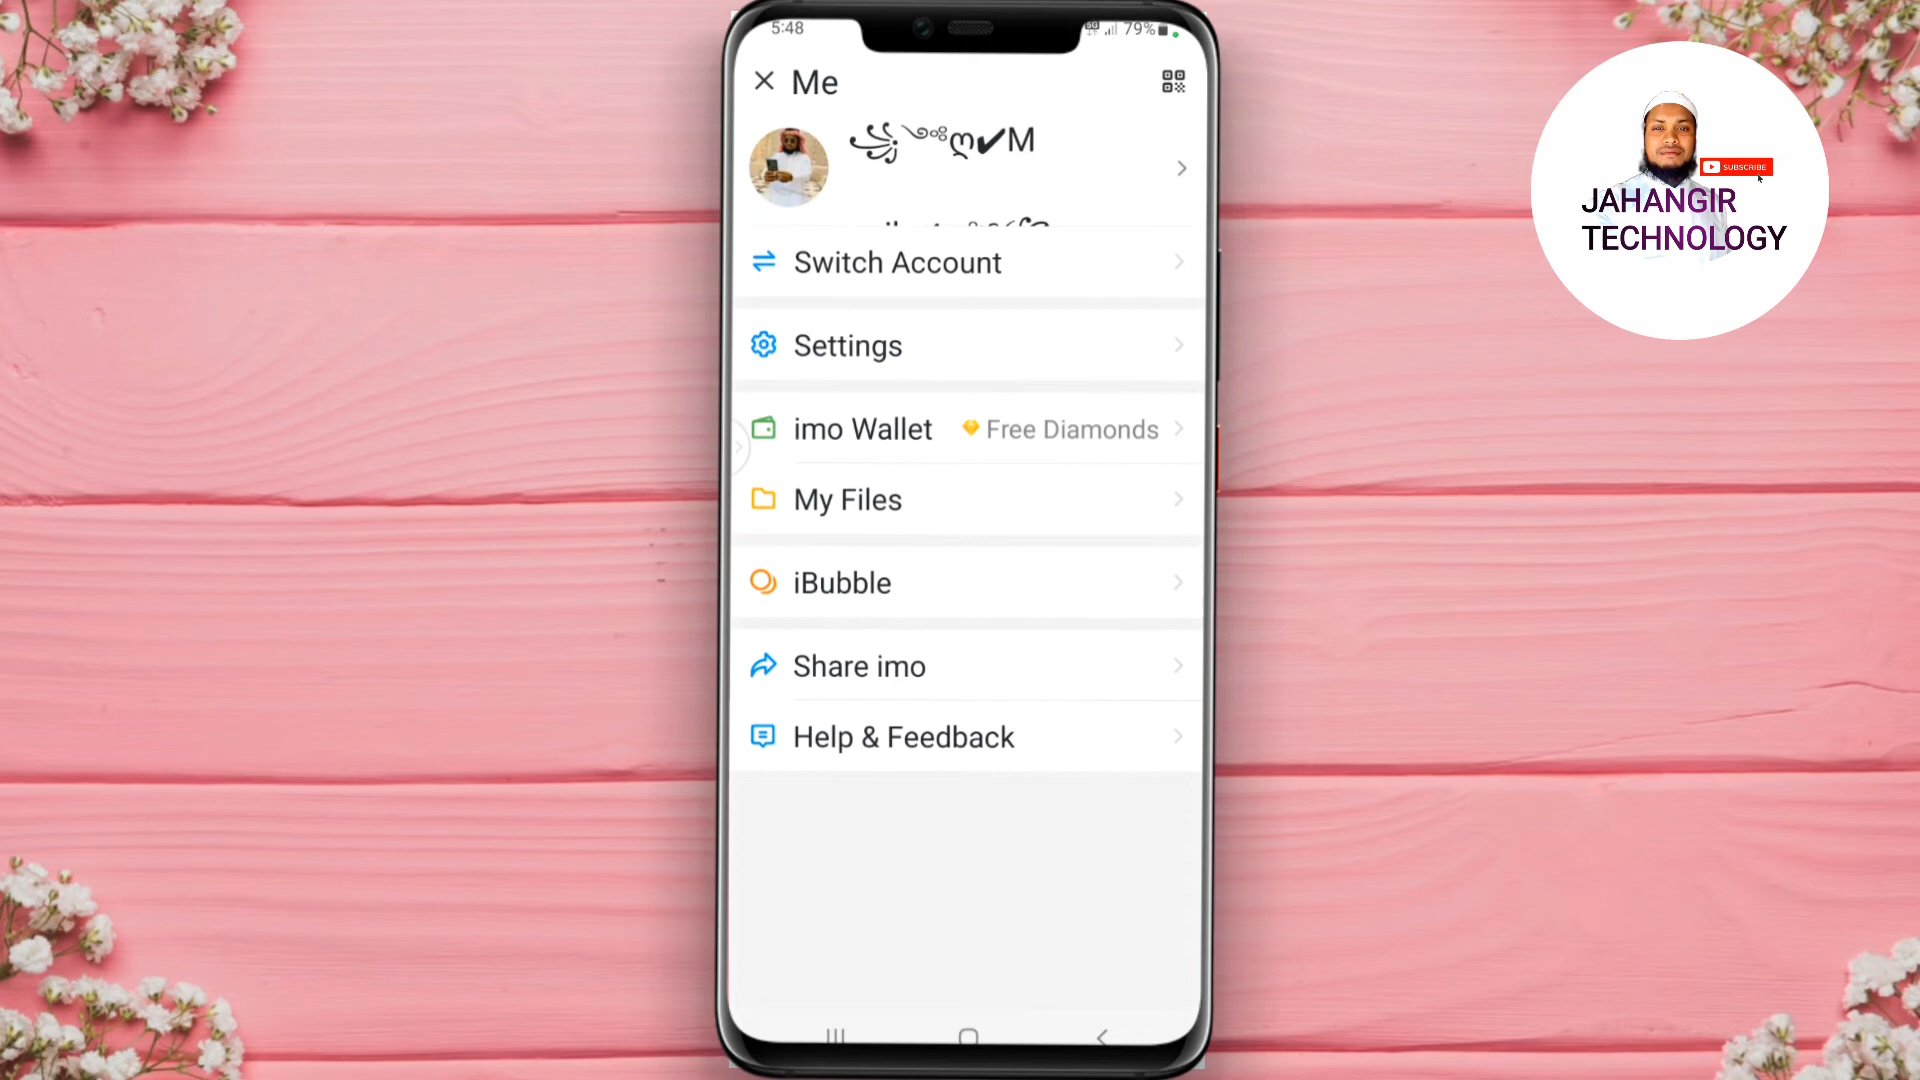 5:48
79%
Me
M
Switch Account
Settings
imo Wallet
Free Diamonds
My Files
iBubble
Share imo
Help & Feedback
SUBSCRIBE
JAHANGIR
TECHNOLOGY